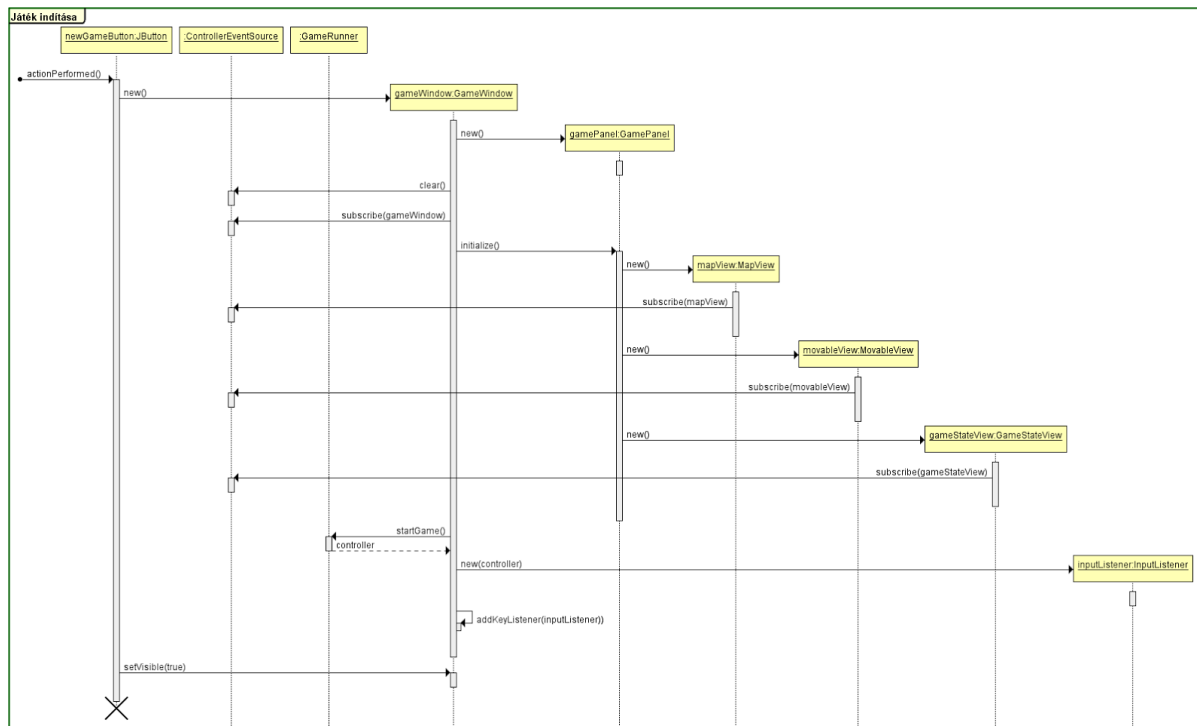 Játék indítása
newGameButton:JButton
:ControllerEventSource
:GameRunner
actionPerformed()
new()
gameWindow:GameWindow
new()
gamePanel:GamePanel
clear()
subscribe(gameWindow)
initialize()
new()
mapView:MapView
subscribe(mapView)
new()
movableView:MovableView
subscribe(movableView)
new()
gameStateView:GameStateView
subscribe(gameStateView)
startGame()
controller
new(controller)
inputListener:InputListener
addKeyListener(inputListener))
setVisible(true)